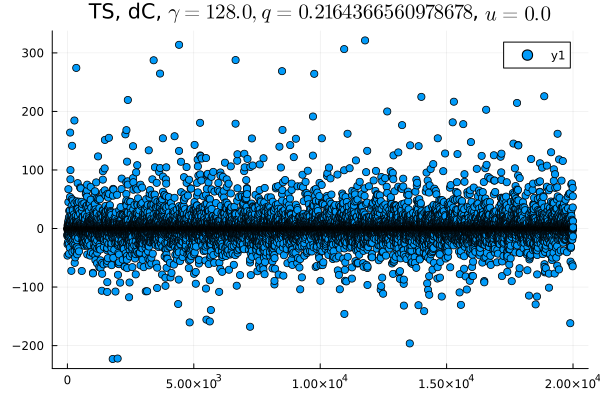 TS, dC, γ = 128.0, q = 0.2164366560978678, u = 0.0
y1
300
200
100
0
−100
−200
0 5.00×10³ 1.00×10⁴ 1.50×10⁴ 2.00×10⁴